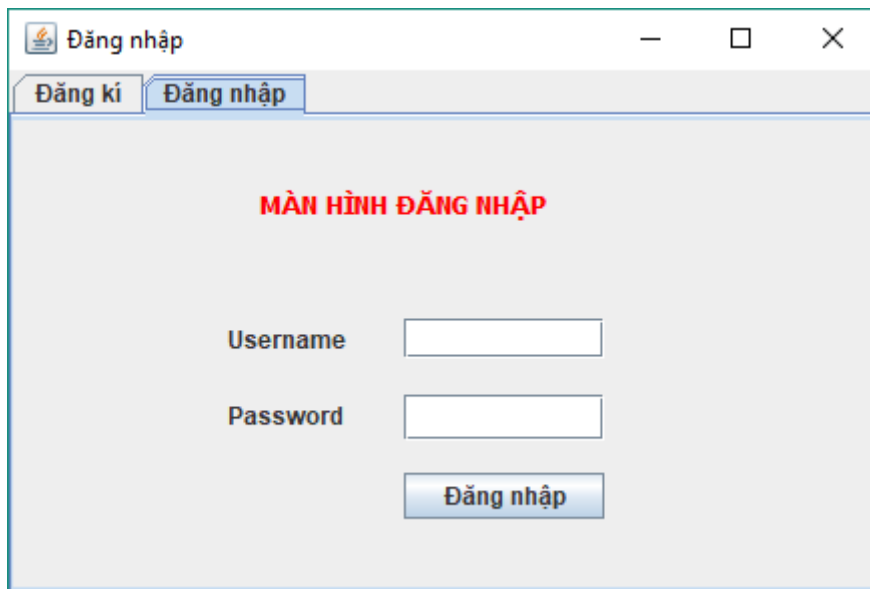 Đăng nhập
Đăng kí Đăng nhập
MÀN HÌNH ĐĂNG NHẬP
Username
Password
Đăng nhập